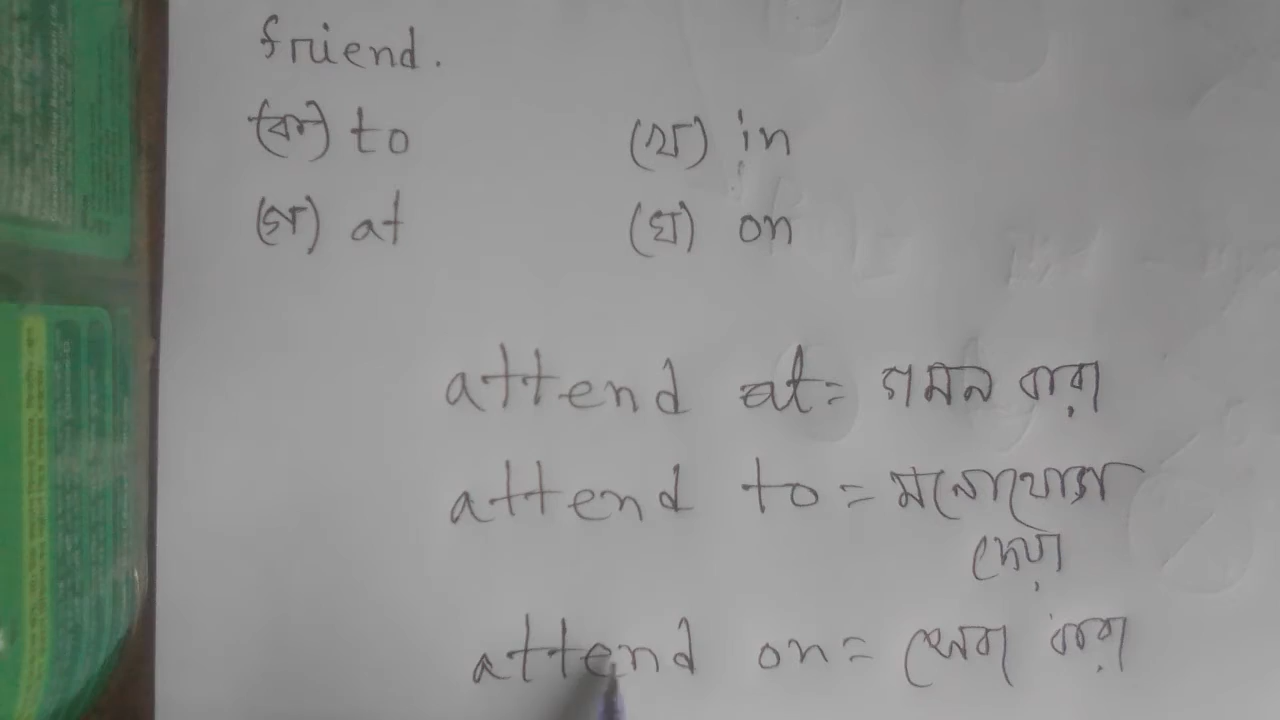 friend.
(ক) to (খ) in
(গ) at (ঘ) on
attend at = গমন করা
attend to = মনোযোগ
দেয়া
attend on = সেবা করা